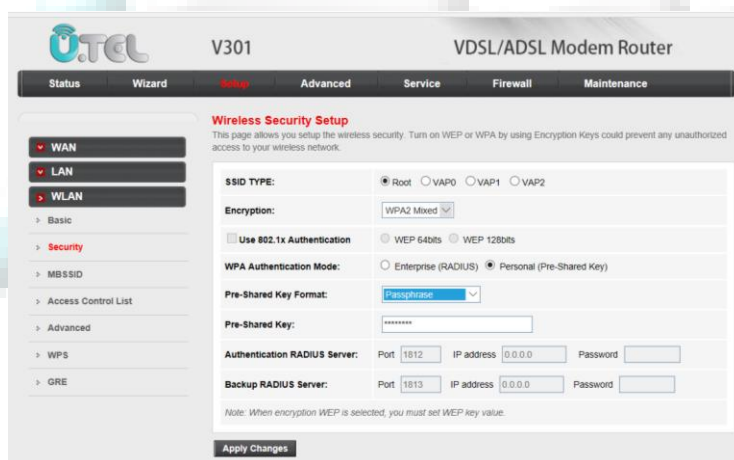 U.TEL V301 VDSL/ADSL Modem Router
Status Wizard Setup Advanced Service Firewall Maintenance
Wireless Security Setup
This page allows you setup the wireless security. Turn on WEP or WPA by using Encryption Keys could prevent any unauthorized
access to your wireless network.
WAN
LAN
WLAN
Basic
Security
MBSSID
Access Control List
Advanced
WPS
GRE
SSID TYPE: Root VAP0 VAP1 VAP2
Encryption: WPA2 Mixed
Use 802.1x Authentication WEP 64bits WEP 128bits
WPA Authentication Mode: Enterprise (RADIUS) Personal (Pre-Shared Key)
Pre-Shared Key Format: Passphrase
Pre-Shared Key: ********
Authentication RADIUS Server: Port 1812 IP address 0.0.0.0 Password
Backup RADIUS Server: Port 1813 IP address 0.0.0.0 Password
Note: When encryption WEP is selected, you must set WEP key value.
Apply Changes